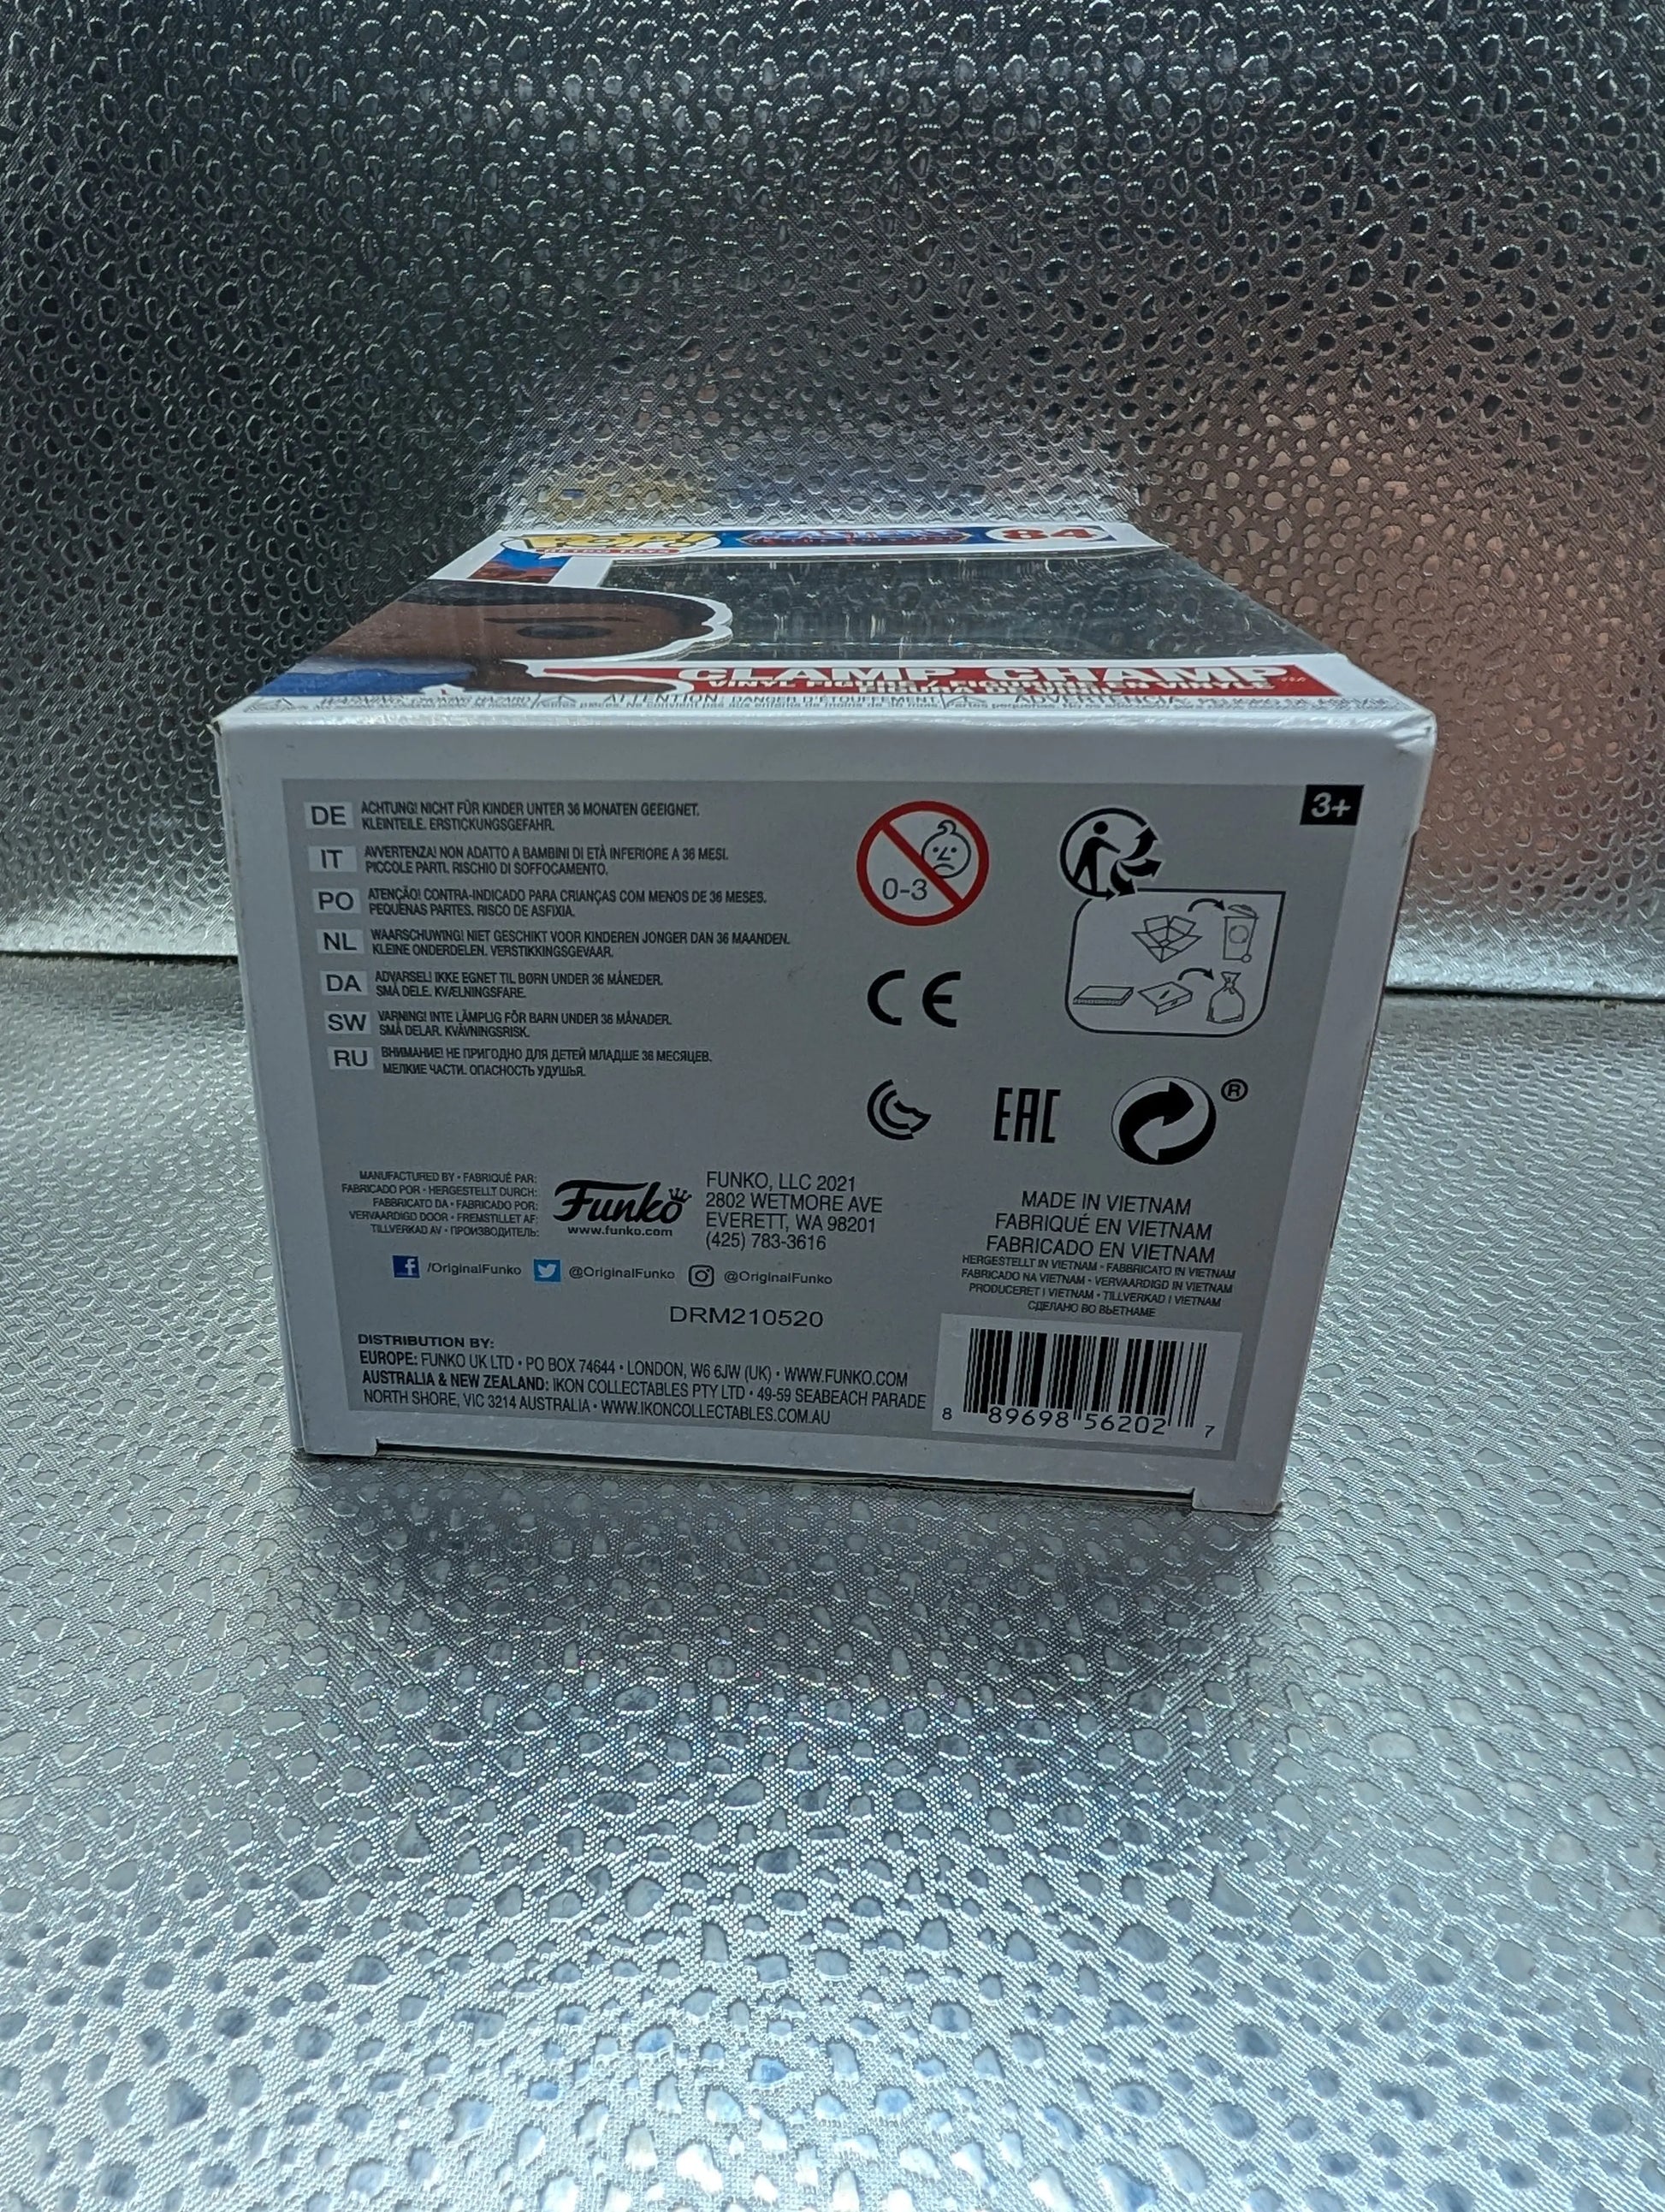 POP!
RETRO TOYS
84
CLAMP CHAMP™
DE ACHTUNG! NICHT FÜR KINDER UNTER 36 MONATEN GEEIGNET.
KLEINTEILE. ERSTICKUNGSGEFAHR.
IT AVVERTENZA! NON ADATTO A BAMBINI DI ETÀ INFERIORE A 36 MESI.
PICCOLE PARTI. RISCHIO DI SOFFOCAMENTO.
PO ATENÇÃO! CONTRA-INDICADO PARA CRIANÇAS COM MENOS DE 36 MESES.
PEQUENAS PARTES. RISCO DE ASFIXIA.
NL WAARSCHUWING! NIET GESCHIKT VOOR KINDEREN JONGER DAN 36 MAANDEN.
KLEINE ONDERDELEN. VERSTIKKINGSGEVAAR.
DA ADVARSEL! IKKE EGNET TIL BØRN UNDER 36 MÅNEDER.
SMÅ DELE. KVÆLNINGSFARE.
SW VARNING! INTE LÄMPLIG FÖR BARN UNDER 36 MÅNADER.
SMÅ DELAR. KVÄVNINGSRISK.
RU ВНИМАНИЕ! НЕ ПРИГОДНО ДЛЯ ДЕТЕЙ МЛАДШЕ 36 МЕСЯЦЕВ.
МЕЛКИЕ ЧАСТИ. ОПАСНОСТЬ УДУШЬЯ.
0-3
3+
CE
EAC
®
MANUFACTURED BY • FABRIQUÉ PAR:
FABRICADO POR • HERGESTELLT DURCH:
FABBRICATO DA • FABRICADO POR:
VERVAARDIGD DOOR • FREMSTILLET AF:
TILLVERKAD AV • ПРОИЗВОДИТЕЛЬ:
Funko
www.funko.com
FUNKO, LLC 2021
2802 WETMORE AVE
EVERETT, WA 98201
(425) 783-3616
/OriginalFunko @OriginalFunko @OriginalFunko
DRM210520
MADE IN VIETNAM
FABRIQUÉ EN VIETNAM
FABRICADO EN VIETNAM
HERGESTELLT IN VIETNAM • FABBRICATO IN VIETNAM
FABRICADO NA VIETNAM • VERVAARDIGD IN VIETNAM
PRODUCERET I VIETNAM • TILLVERKAD I VIETNAM
СДЕЛАНО ВО ВЬЕТНАМЕ
DISTRIBUTION BY:
EUROPE: FUNKO UK LTD • PO BOX 74644 • LONDON, W6 6JW (UK) • WWW.FUNKO.COM
AUSTRALIA & NEW ZEALAND: IKON COLLECTABLES PTY LTD • 49-59 SEABEACH PARADE
NORTH SHORE, VIC 3214 AUSTRALIA • WWW.IKONCOLLECTABLES.COM.AU
8 89698 56202 7